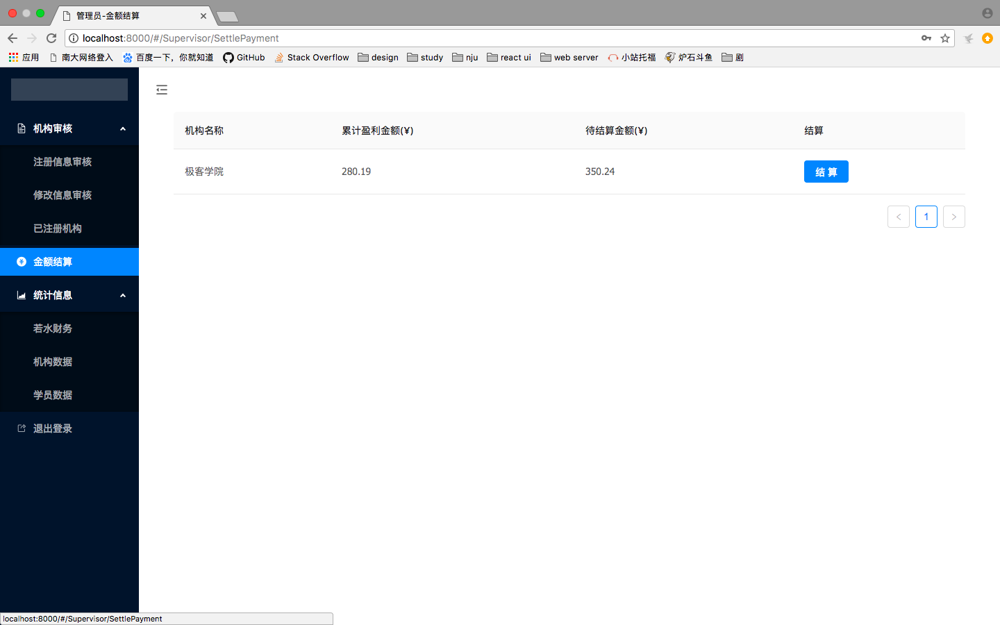 管理员-金额结算
localhost:8000/#/Supervisor/SettlePayment
应用 南大网络登入 百度一下，你就知道 GitHub Stack Overflow design study nju react ui web server 小站托福 炉石斗鱼 剧
机构审核
注册信息审核
修改信息审核
已注册机构
金额结算
统计信息
若水财务
机构数据
学员数据
退出登录
机构名称 累计盈利金额(¥) 待结算金额(¥) 结算
极客学院 280.19 350.24 结 算
< 1 >
localhost:8000/#/Supervisor/SettlePayment